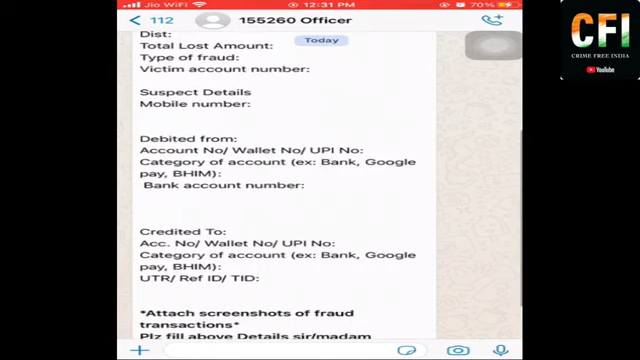 Jio WiFi
12:31 PM
70%
112
155260 Officer
Today
Dist:
Total Lost Amount:
Type of fraud:
Victim account number:
Suspect Details
Mobile number:
Debited from:
Account No/ Wallet No/ UPI No:
Category of account (ex: Bank, Google
pay, BHIM):
Bank account number:
Credited To:
Acc. No/ Wallet No/ UPI No:
Category of account (ex: Bank, Google
pay, BHIM):
UTR/ Ref ID/ TID:
*Attach screenshots of fraud
transactions*
Plz fill above Details sir/madam
CFI
CRIME FREE INDIA
YouTube